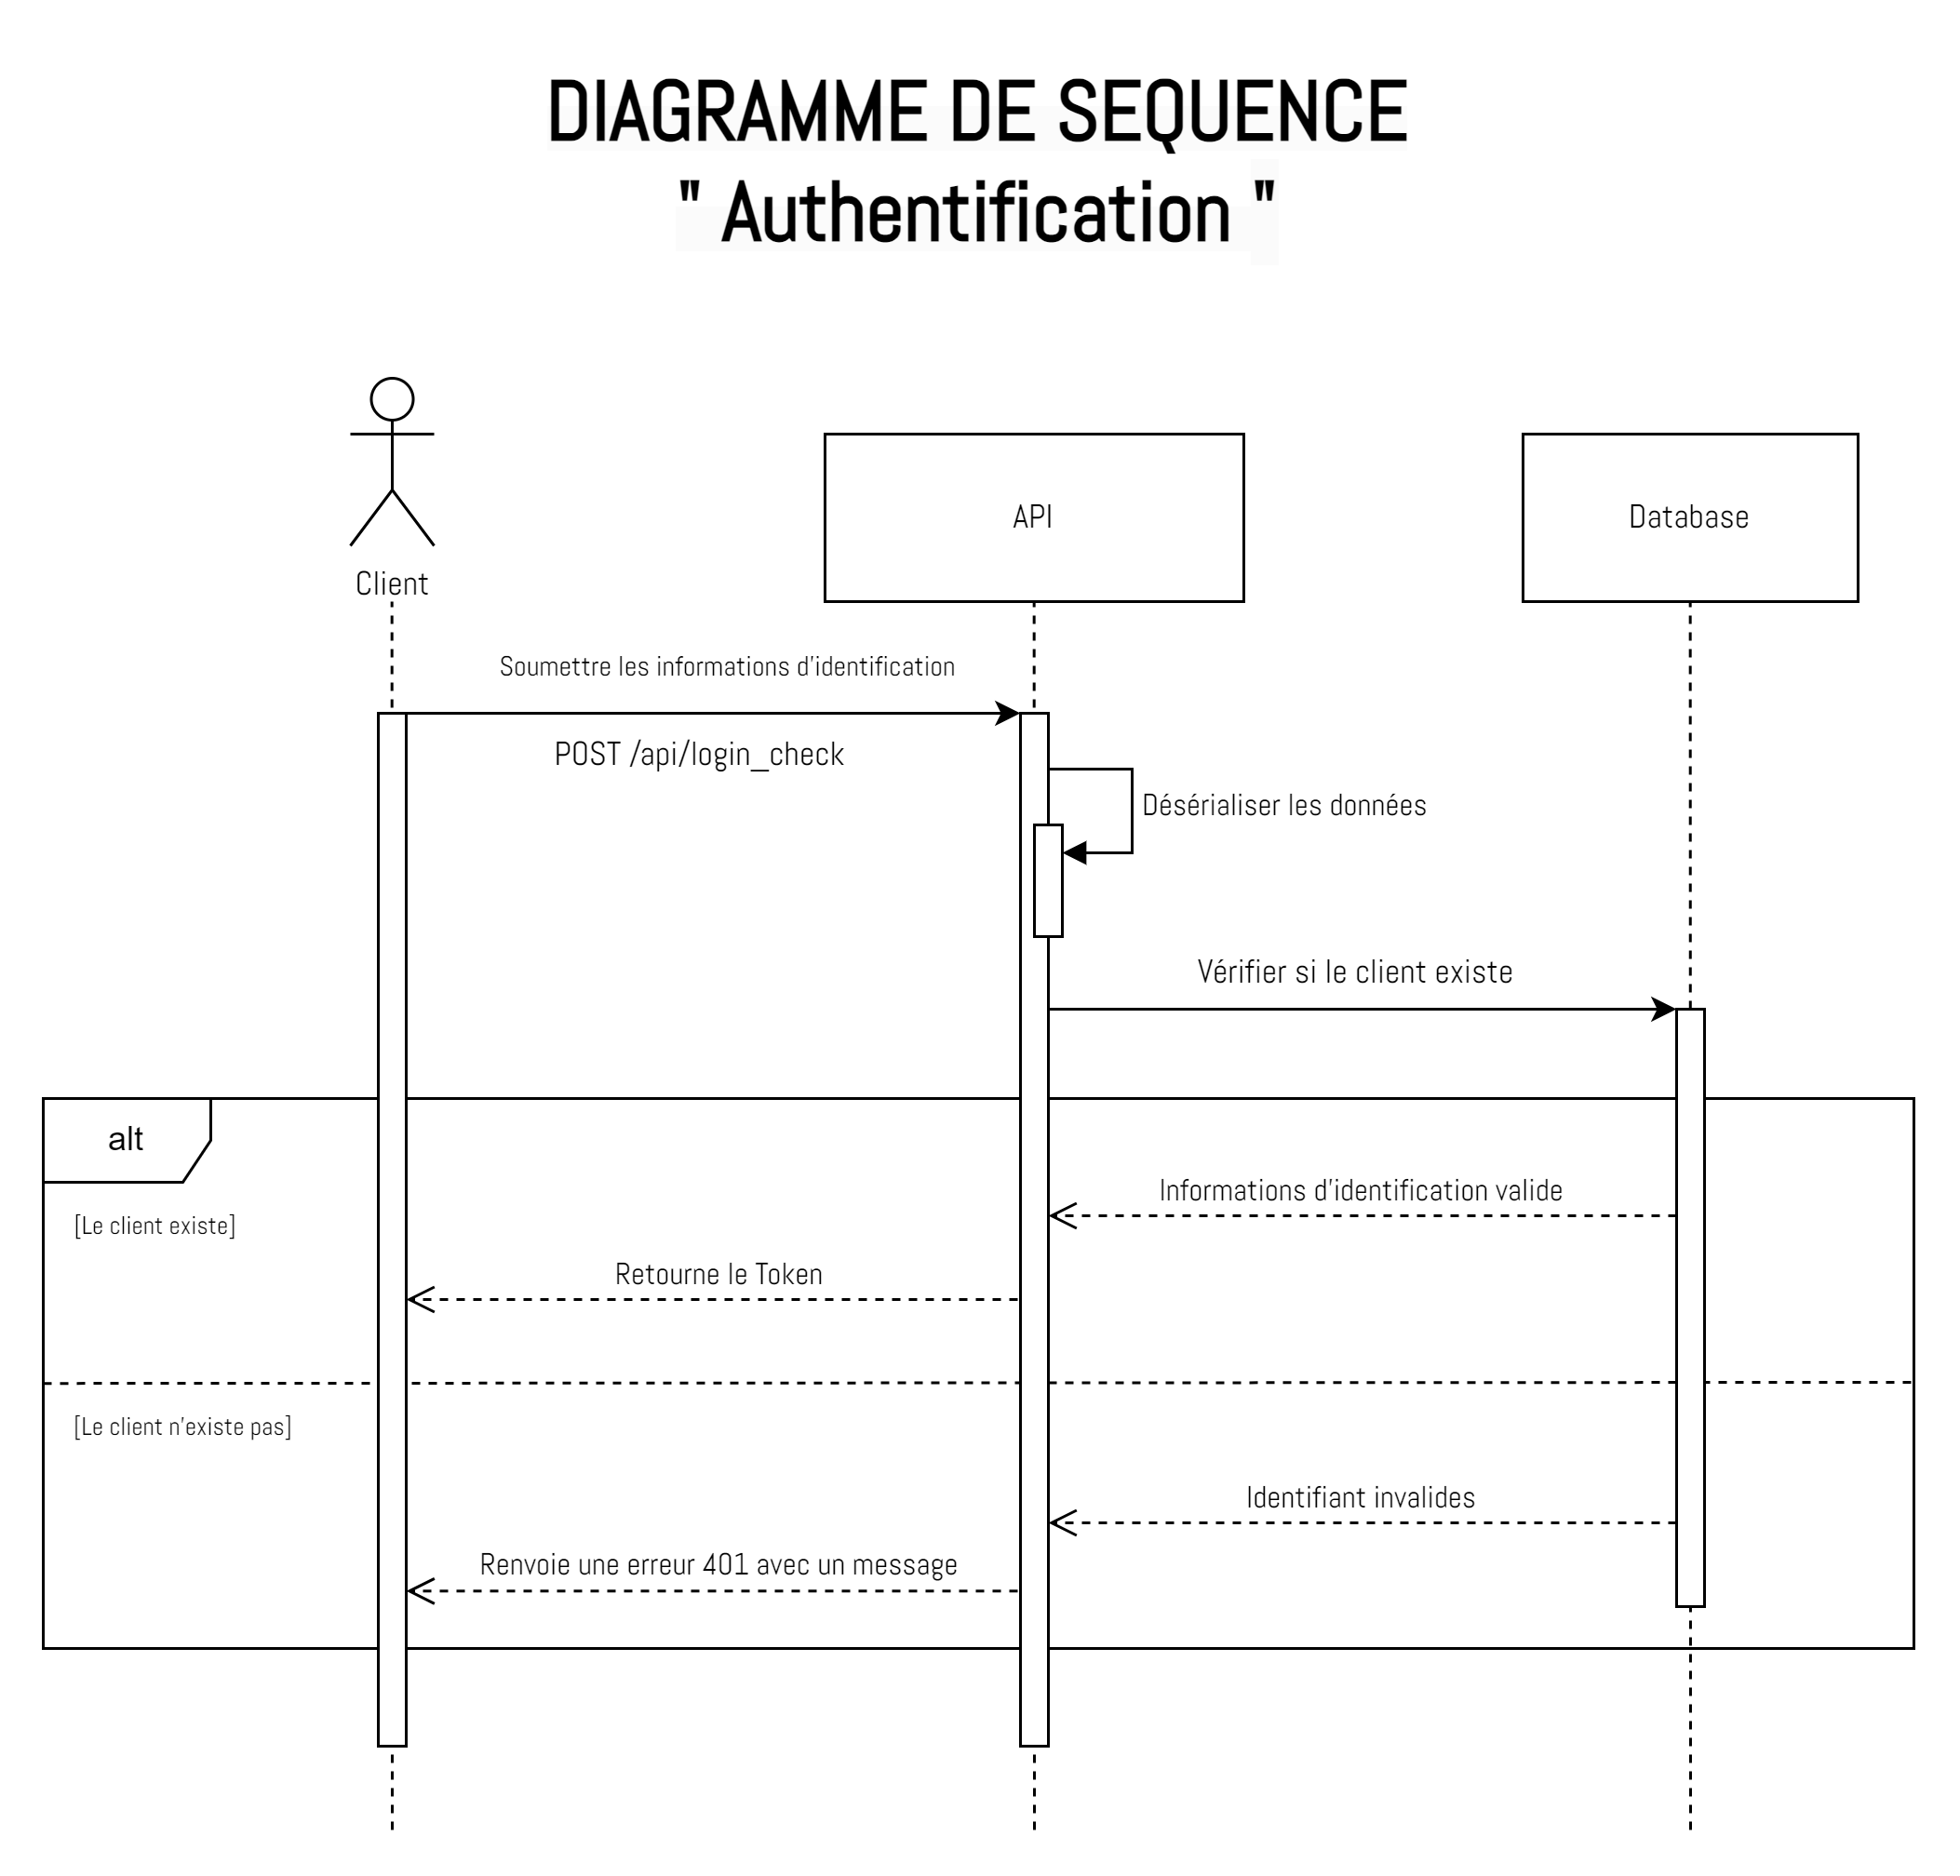 DIAGRAMME DE SEQUENCE
" Authentification "
Client
API
Database
Soumettre les informations d'identification
POST /api/login_check
Désérialiser les données
Vérifier si le client existe
alt
Informations d'identification valide
[Le client existe]
Retourne le Token
[Le client n'existe pas]
Identifiant invalides
Renvoie une erreur 401 avec un message